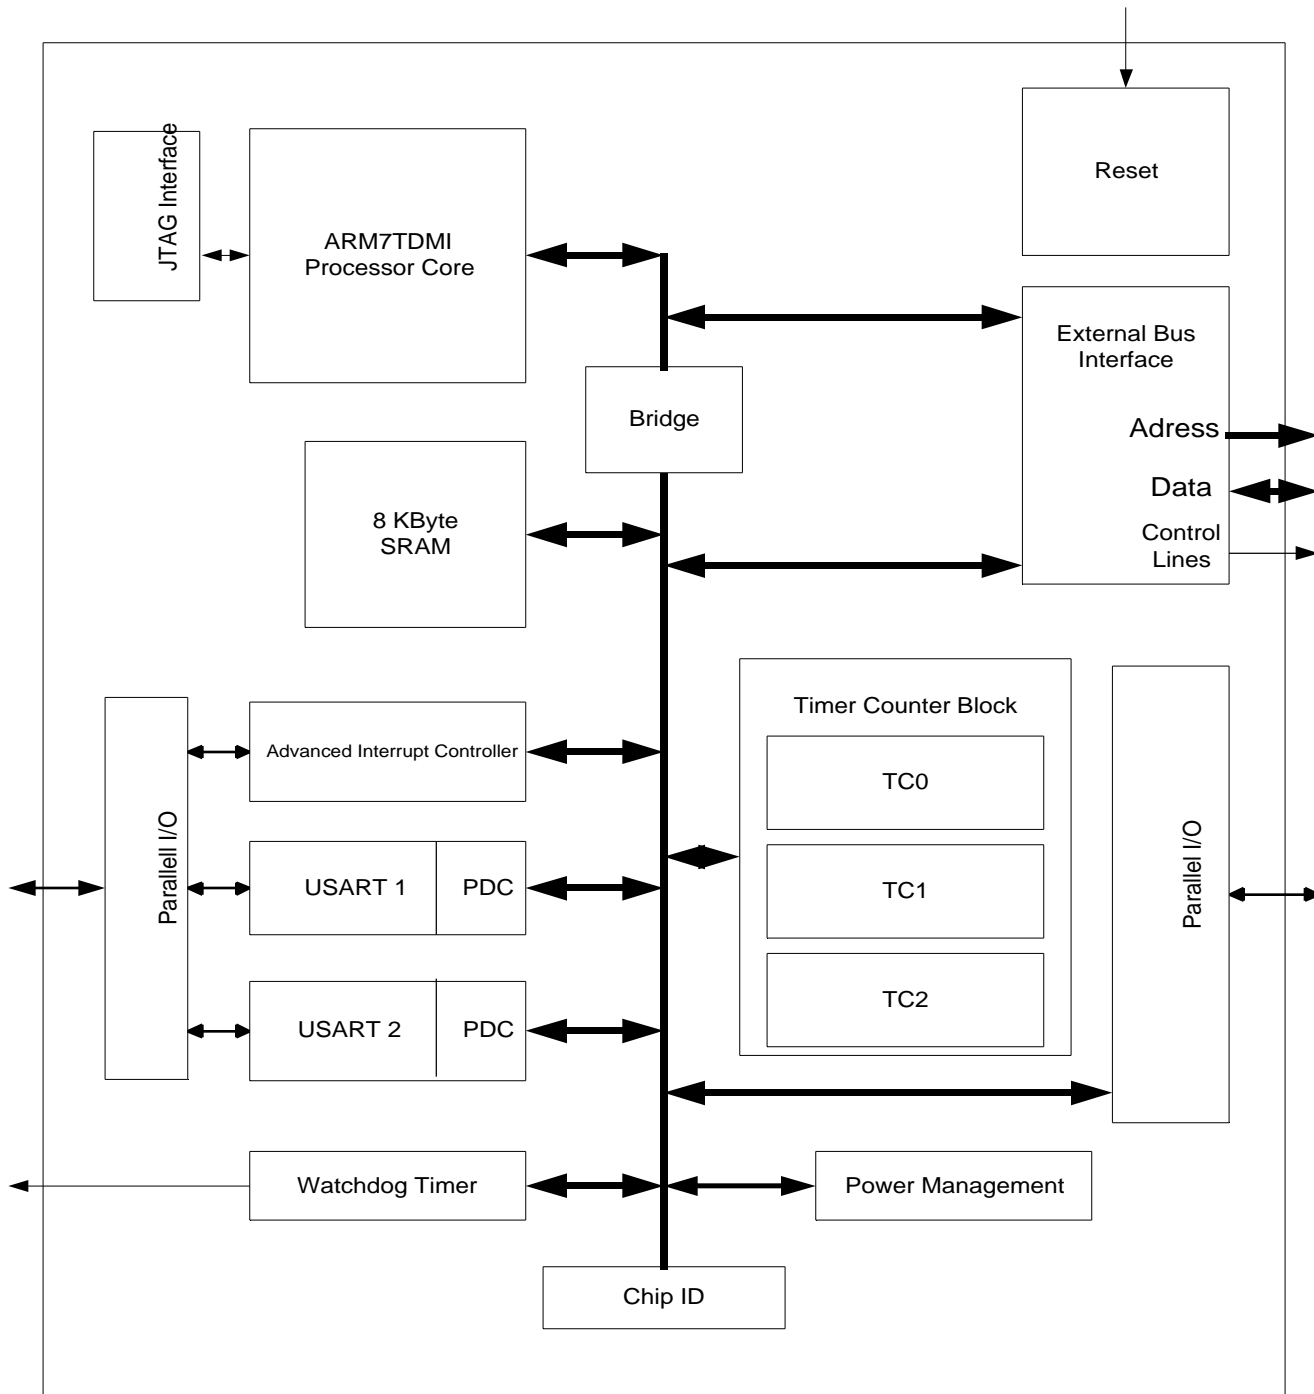 Reset
JTAG Interface
ARM7TDMI
Processor Core
External Bus
Interface
Bridge
Adress
Data
Control
Lines
8 KByte
SRAM
Timer Counter Block
Advanced Interrupt Controller
TC0
Parallell I/O
USART 1
PDC
TC1
Parallel I/O
TC2
USART 2
PDC
Watchdog Timer
Power Management
Chip ID